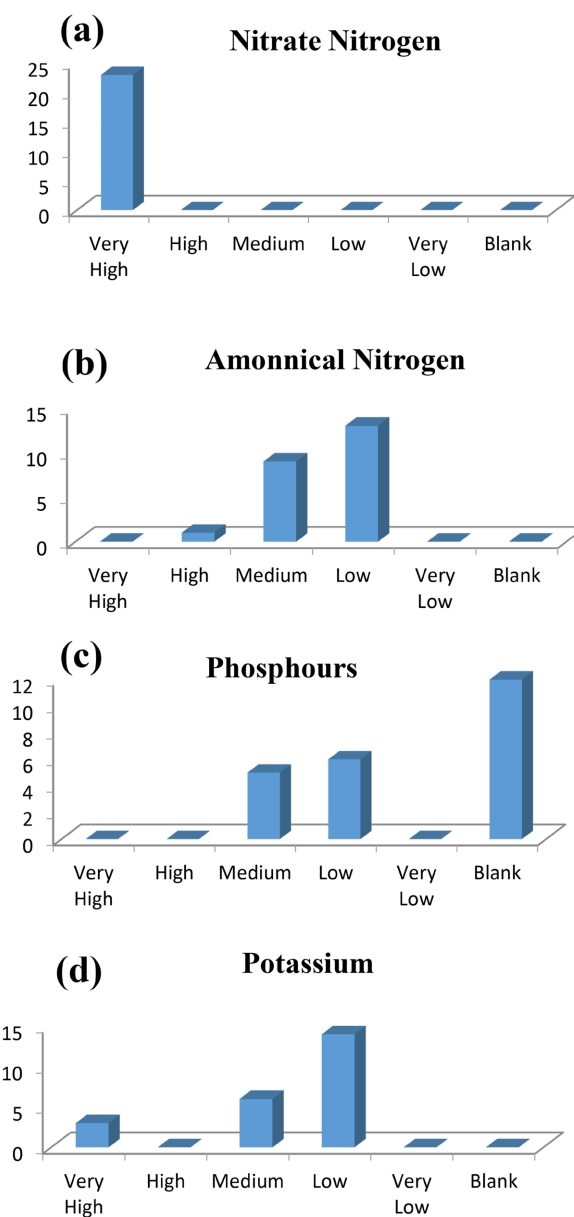 (a)
Nitrate Nitrogen
25
20
15
10
5
0
Very High
High
Medium
Low
Very Low
Blank
(b)
Amonnical Nitrogen
15
10
5
0
Very High
High
Medium
Low
Very Low
Blank
(c)
Phosphours
12
10
8
6
4
2
0
Very High
High
Medium
Low
Very Low
Blank
(d)
Potassium
15
10
5
0
Very High
High
Medium
Low
Very Low
Blank